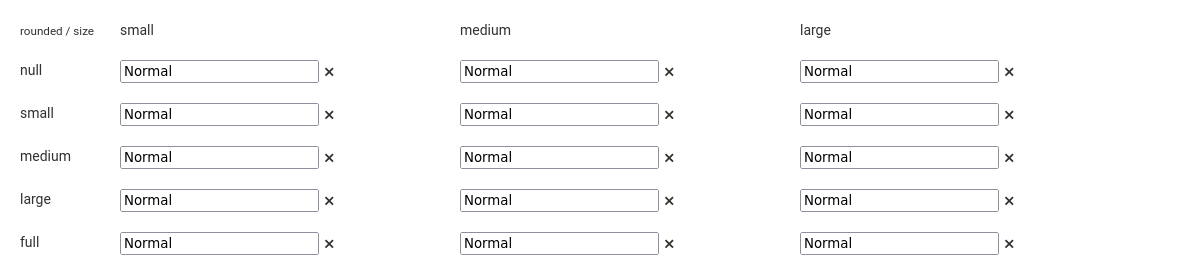 rounded / size small medium large
null Normal × Normal × Normal ×
small Normal × Normal × Normal ×
medium Normal × Normal × Normal ×
large Normal × Normal × Normal ×
full Normal × Normal × Normal ×